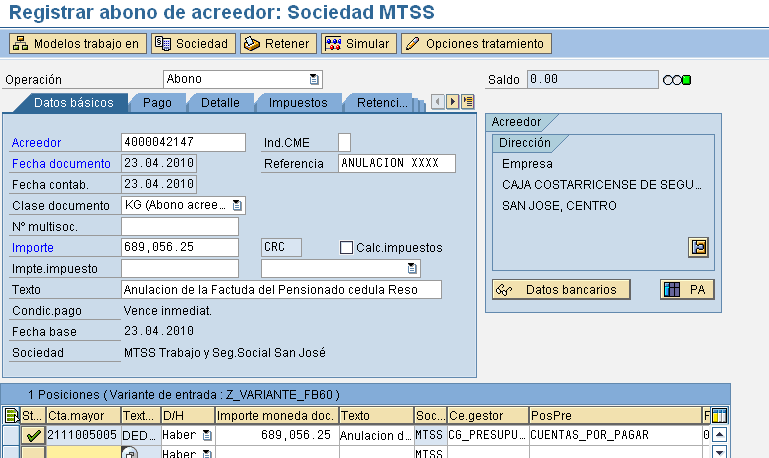 Registrar abono de acreedor: Sociedad MTSS
Modelos trabajo en Sociedad Retener Simular Opciones tratamiento
Operación Abono Saldo 0.00
Datos básicos Pago Detalle Impuestos Retenci...
Acreedor
Acreedor 4000042147 Ind.CME
Dirección
Fecha documento 23.04.2010 Referencia ANULACION XXXX
Empresa
Fecha contab. 23.04.2010
CAJA COSTARRICENSE DE SEGU...
Clase documento KG (Abono acree...
SAN JOSE, CENTRO
Nº multisoc.
Importe 689,056.25 CRC Calc.impuestos
Impte.impuesto
Texto Anulacion de la Factuda del Pensionado cedula Reso
Datos bancarios PA
Condic.pago Vence inmediat.
Fecha base 23.04.2010
Sociedad MTSS Trabajo y Seg.Social San José
1 Posiciones ( Variante de entrada : Z_VARIANTE_FB60 )
St... Cta.mayor Text... D/H Importe moneda doc. Texto Soc... Ce.gestor PosPre F
2111005005 DED... Haber 689,056.25 Anulacion d... MTSS CG_PRESUPU... CUENTAS_POR_PAGAR 0
Haber MTSS